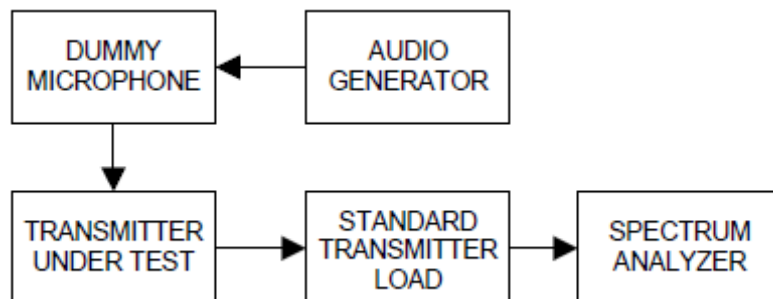 DUMMY
MICROPHONE
AUDIO
GENERATOR
TRANSMITTER
UNDER TEST
STANDARD
TRANSMITTER
LOAD
SPECTRUM
ANALYZER